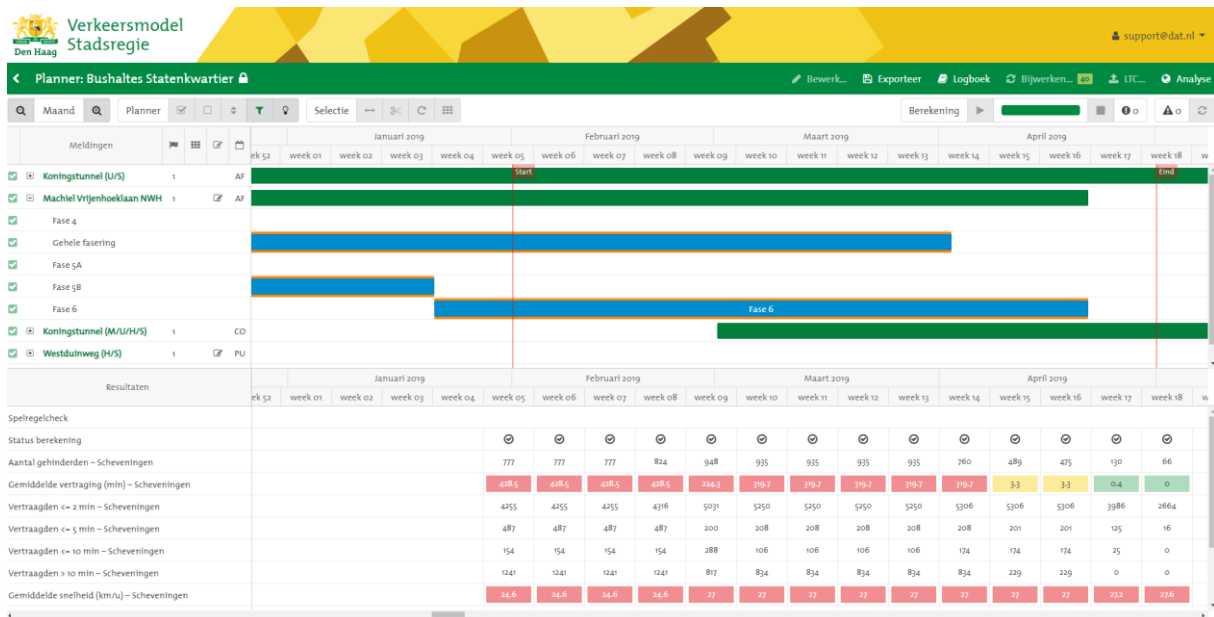 Verkeersmodel
Stadsregie
Den Haag
support@dat.nl
Planner: Bushaltes Statenkwartier
Bewerk... Exporteer Logboek Bijwerken... 40 LTC... Analyse
Maand Planner Selectie Berekening 0 0
Meldingen
Januari 2019 Februari 2019 Maart 2019 April 2019
ek 52 week 01 week 02 week 03 week 04 week 05 week 06 week 07 week 08 week 09 week 10 week 11 week 12 week 13 week 14 week 15 week 16 week 17 week 18 w
Koningstunnel (U/S) 1 AF Start Eind
Machiel Vrijenhoeklaan NWH 1 AF
Fase 4
Gehele fasering
Fase 5A
Fase 5B
Fase 6 Fase 6
Koningstunnel (M/U/H/S) 1 CO
Westduinweg (H/S) 1 PU
Resultaten
Januari 2019 Februari 2019 Maart 2019 April 2019
ek 52 week 01 week 02 week 03 week 04 week 05 week 06 week 07 week 08 week 09 week 10 week 11 week 12 week 13 week 14 week 15 week 16 week 17 week 18 w
Spelregelcheck
Status berekening
Aantal gehinderden – Scheveningen 777 777 777 824 948 935 935 935 935 760 489 475 130 66
Gemiddelde vertraging (min) – Scheveningen 428.5 428.5 428.5 428.5 224.3 319.7 319.7 319.7 319.7 319.7 3.3 3.3 0.4 0
Vertraagden <= 2 min – Scheveningen 4255 4255 4255 4316 5031 5250 5250 5250 5250 5306 5306 5306 3986 2664
Vertraagden <= 5 min – Scheveningen 487 487 487 487 200 208 208 208 208 208 201 201 125 16
Vertraagden <= 10 min – Scheveningen 154 154 154 154 288 106 106 106 106 174 174 174 25 0
Vertraagden > 10 min – Scheveningen 1241 1241 1241 1241 817 834 834 834 834 834 229 229 0 0
Gemiddelde snelheid (km/u) – Scheveningen 24.6 24.6 24.6 24.6 27 27 27 27 27 27 27 27 27.2 27.6